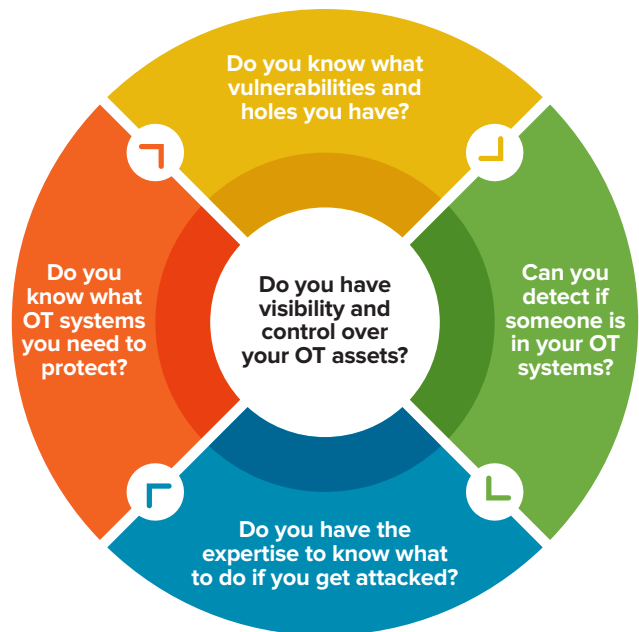 Do you know what
vulnerabilities and
holes you have?
Do you
know what
OT systems
you need to
protect?
Do you have
visibility and
control over
your OT assets?
Can you
detect if
someone is
in your OT
systems?
Do you have the
expertise to know what
to do if you get attacked?